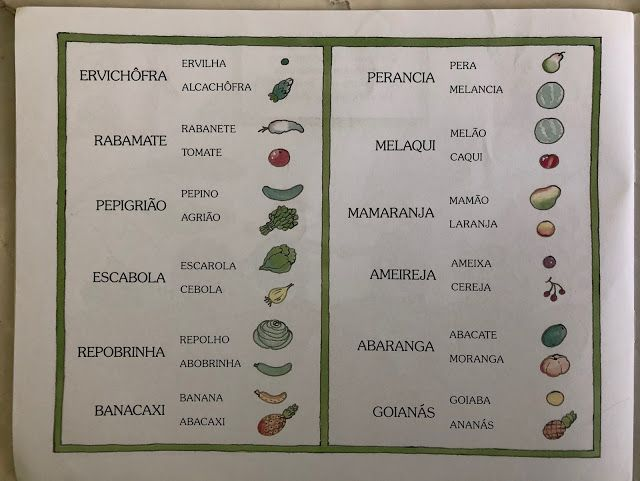 ERVICHÔFRA
ERVILHA
ALCACHÔFRA
RABAMATE
RABANETE
TOMATE
PEPIGRIÃO
PEPINO
AGRIÃO
ESCABOLA
ESCAROLA
CEBOLA
REPOBRINHA
REPOLHO
ABOBRINHA
BANACAXI
BANANA
ABACAXI
PERANCIA
PERA
MELANCIA
MELAQUI
MELÃO
CAQUI
MAMARANJA
MAMÃO
LARANJA
AMEIREJA
AMEIXA
CEREJA
ABARANGA
ABACATE
MORANGA
GOIANÁS
GOIABA
ANANÁS